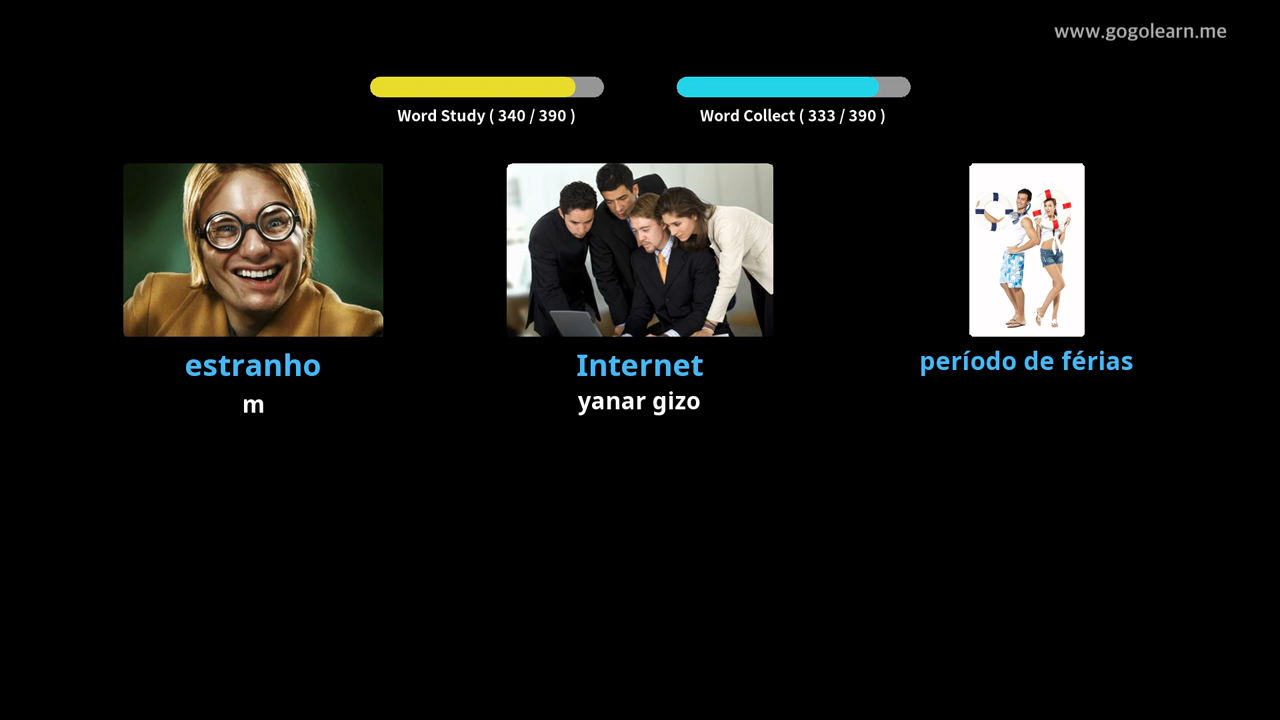 www.gogolearn.me
Word Study ( 340 / 390 )
Word Collect ( 333 / 390 )
estranho
m
Internet
yanar gizo
período de férias